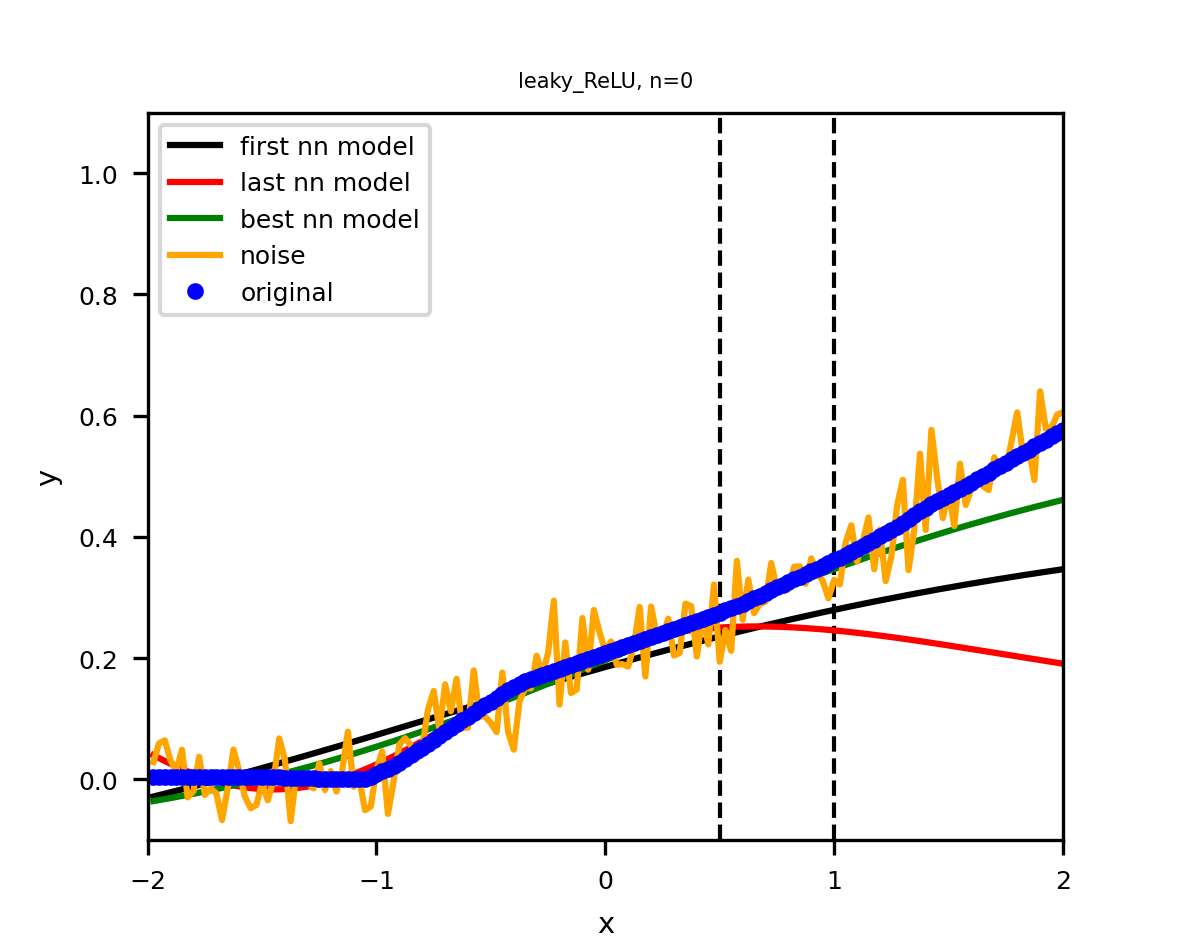 leaky_ReLU, n=0
first nn model
last nn model
best nn model
noise
original
1.0
0.8
0.6
0.4
0.2
0.0
y
−2
−1
0
1
2
x